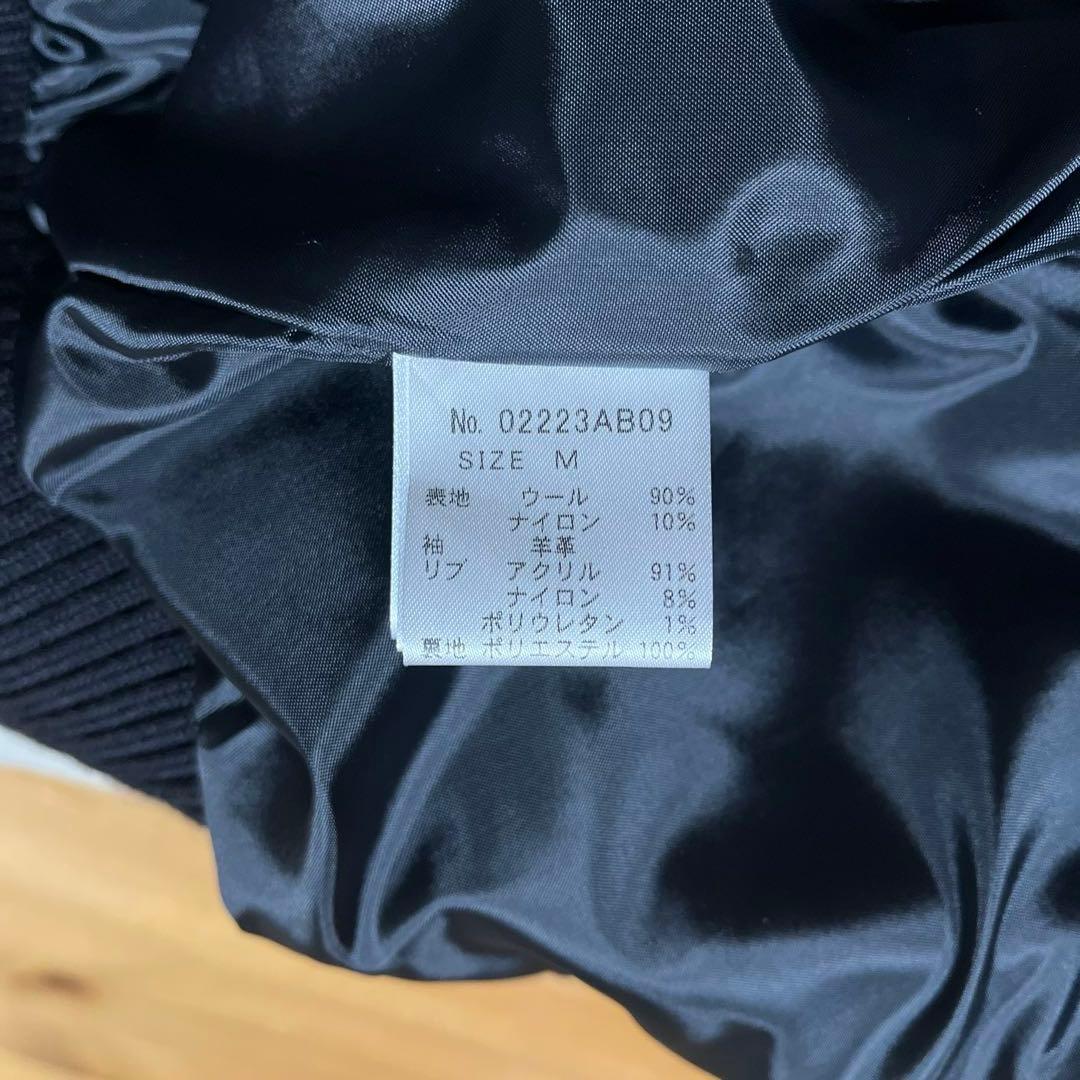 No. 02223AB09
SIZE M
表地 ウール 90%
ナイロン 10%
袖 羊革
リブ アクリル 91%
ナイロン 8%
ポリウレタン 1%
裏地 ポリエステル 100%